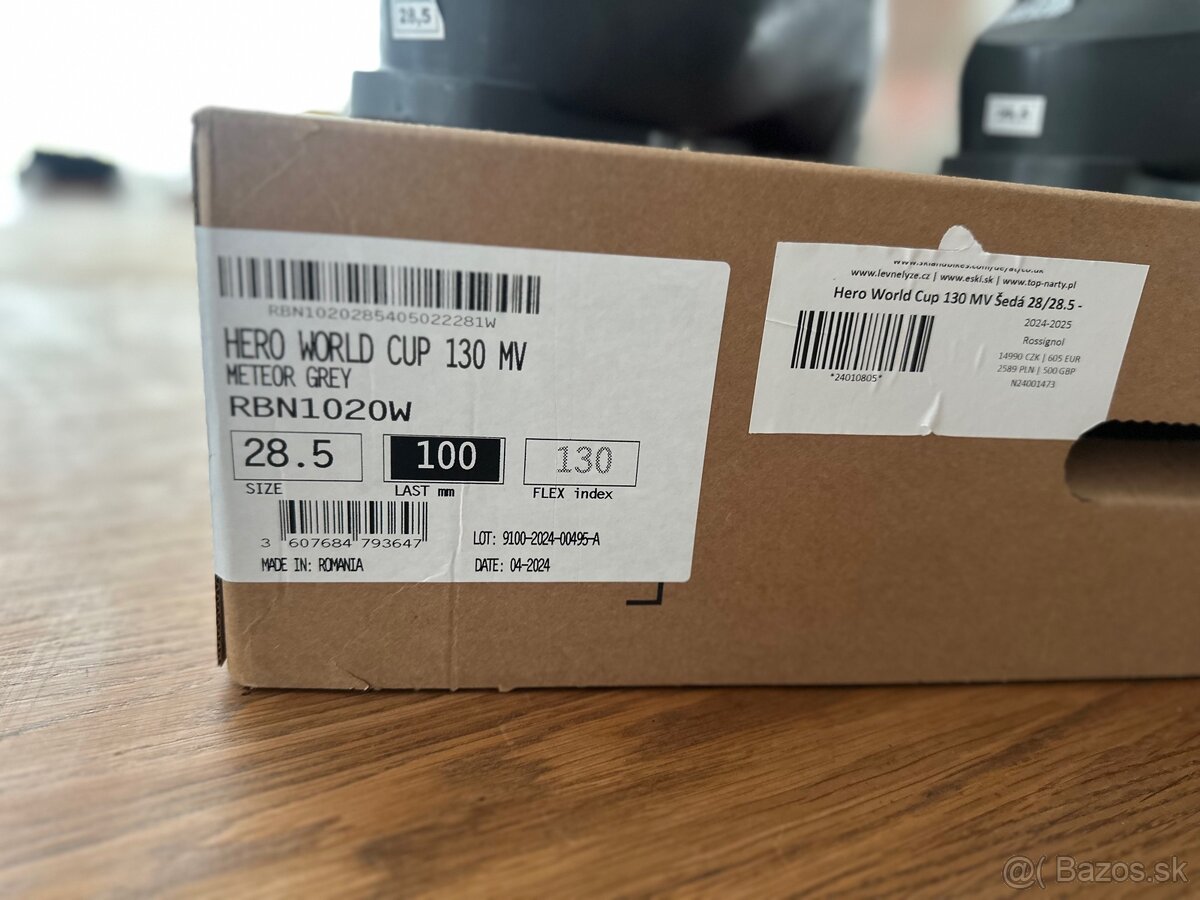 28,5
RBN1020285405022281W
HERO WORLD CUP 130 MV
METEOR GREY
RBN1020W
28.5
100
130
SIZE
LAST mm
FLEX index
3 607684 793647
LOT: 9100-2024-00495-A
MADE IN: ROMANIA
DATE: 04-2024
www.levnelyze.cz | www.eski.sk | www.top-narty.pl
Hero World Cup 130 MV Šedá 28/28.5 -
2024-2025
Rossignol
14990 CZK | 605 EUR
2589 PLN | 500 GBP
N24001473
*24010805*
@( Bazos.sk